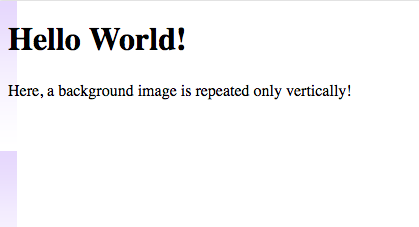 Hello World!
Here, a background image is repeated only vertically!